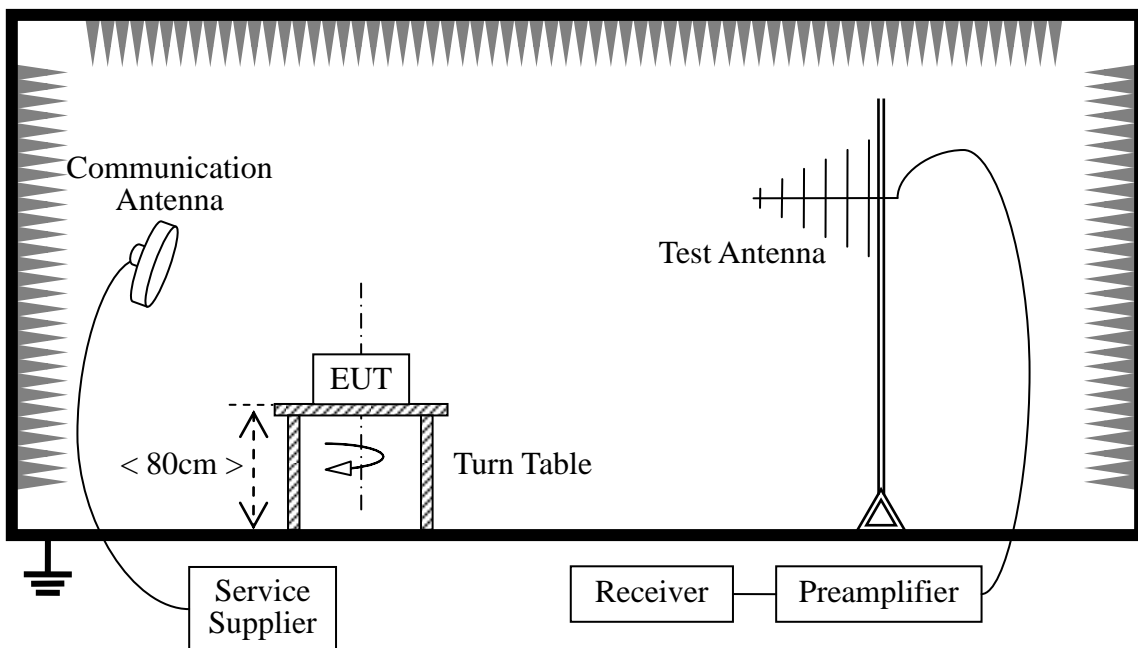 Communication
Antenna
Test Antenna
EUT
< 80cm >
Turn Table
Service
Supplier
Receiver
Preamplifier